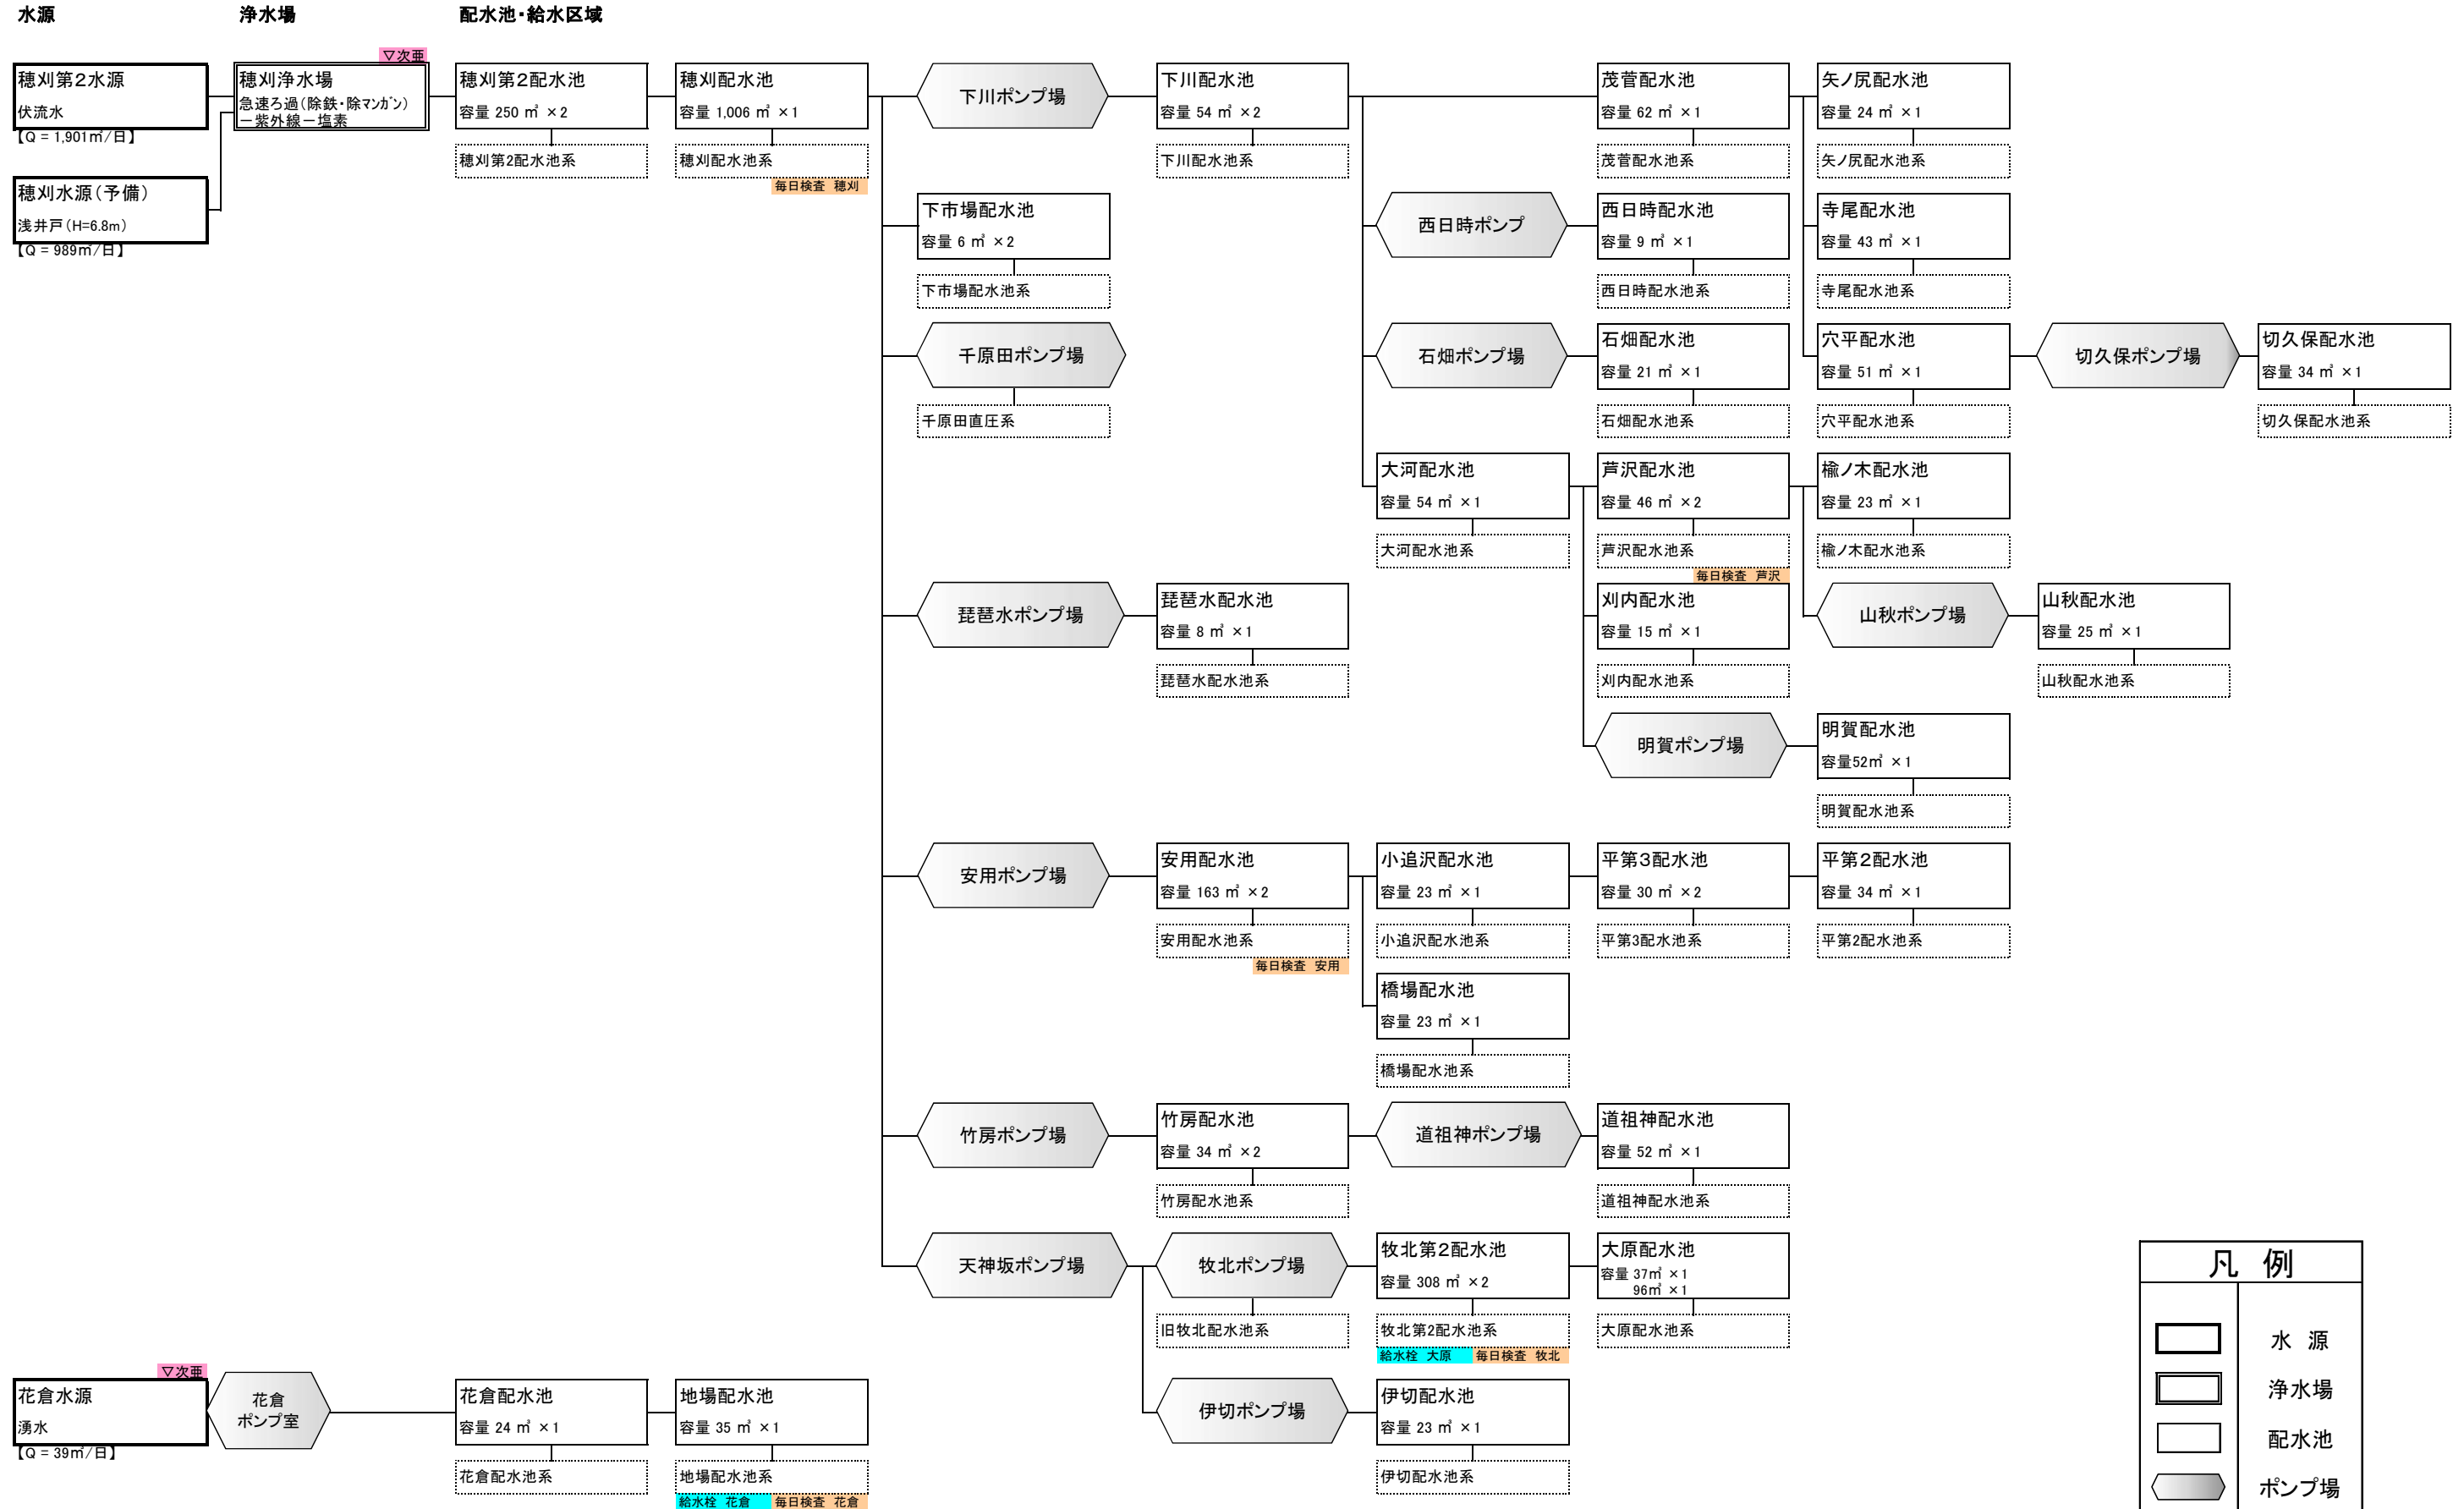 水源
浄水場
配水池・給水区域
▽次亜
穂刈第2水源
伏流水
【Q = 1,901㎥/日】
穂刈水源(予備)
浅井戸(H=6.8m)
【Q = 989㎥/日】
穂刈浄水場
急速ろ過(除鉄・除マンガン)
－紫外線－塩素
穂刈第2配水池
容量 250 ㎥ ×2
穂刈第2配水池系
穂刈配水池
容量 1,006 ㎥ ×1
穂刈配水池系
毎日検査 穂刈
下川ポンプ場
下川配水池
容量 54 ㎥ ×2
下川配水池系
茂菅配水池
容量 62 ㎥ ×1
茂菅配水池系
矢ノ尻配水池
容量 24 ㎥ ×1
矢ノ尻配水池系
下市場配水池
容量 6 ㎥ ×2
下市場配水池系
西日時ポンプ
西日時配水池
容量 9 ㎥ ×1
西日時配水池系
寺尾配水池
容量 43 ㎥ ×1
寺尾配水池系
千原田ポンプ場
千原田直圧系
石畑ポンプ場
石畑配水池
容量 21 ㎥ ×1
石畑配水池系
穴平配水池
容量 51 ㎥ ×1
穴平配水池系
切久保ポンプ場
切久保配水池
容量 34 ㎥ ×1
切久保配水池系
大河配水池
容量 54 ㎥ ×1
大河配水池系
芦沢配水池
容量 46 ㎥ ×2
芦沢配水池系
毎日検査 芦沢
楡ノ木配水池
容量 23 ㎥ ×1
楡ノ木配水池系
琵琶水ポンプ場
琵琶水配水池
容量 8 ㎥ ×1
琵琶水配水池系
刈内配水池
容量 15 ㎥ ×1
刈内配水池系
山秋ポンプ場
山秋配水池
容量 25 ㎥ ×1
山秋配水池系
明賀ポンプ場
明賀配水池
容量52㎥ ×1
明賀配水池系
安用ポンプ場
安用配水池
容量 163 ㎥ ×2
安用配水池系
毎日検査 安用
小追沢配水池
容量 23 ㎥ ×1
小追沢配水池系
平第3配水池
容量 30 ㎥ ×2
平第3配水池系
平第2配水池
容量 34 ㎥ ×1
平第2配水池系
橋場配水池
容量 23 ㎥ ×1
橋場配水池系
竹房ポンプ場
竹房配水池
容量 34 ㎥ ×2
竹房配水池系
道祖神ポンプ場
道祖神配水池
容量 52 ㎥ ×1
道祖神配水池系
天神坂ポンプ場
牧北ポンプ場
旧牧北配水池系
牧北第2配水池
容量 308 ㎥ ×2
牧北第2配水池系
給水栓 大原
毎日検査 牧北
大原配水池
容量 37㎥ ×1
96㎥ ×1
大原配水池系
▽次亜
花倉水源
湧水
【Q = 39㎥/日】
花倉
ポンプ室
花倉配水池
容量 24 ㎥ ×1
花倉配水池系
地場配水池
容量 35 ㎥ ×1
地場配水池系
給水栓 花倉
毎日検査 花倉
伊切ポンプ場
伊切配水池
容量 23 ㎥ ×1
伊切配水池系
凡 例
水 源
浄水場
配水池
ポンプ場